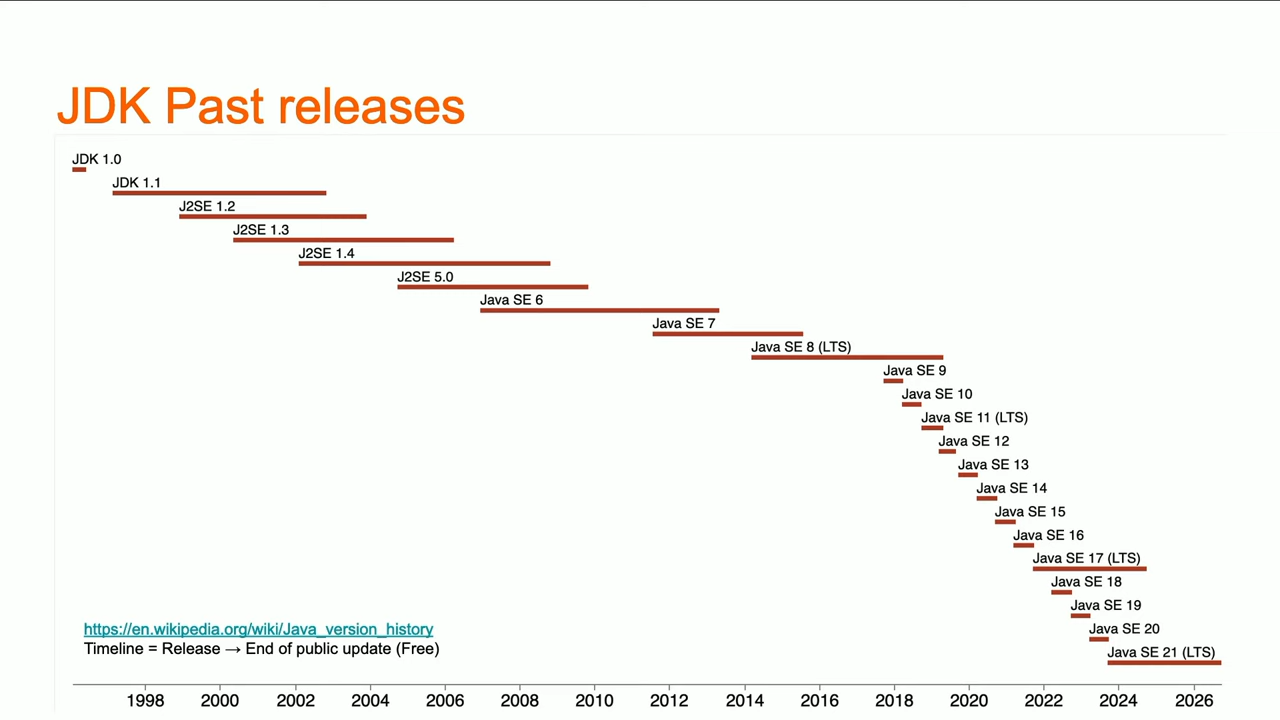 JDK Past releases
JDK 1.0
JDK 1.1
J2SE 1.2
J2SE 1.3
J2SE 1.4
J2SE 5.0
Java SE 6
Java SE 7
Java SE 8 (LTS)
Java SE 9
Java SE 10
Java SE 11 (LTS)
Java SE 12
Java SE 13
Java SE 14
Java SE 15
Java SE 16
Java SE 17 (LTS)
Java SE 18
Java SE 19
Java SE 20
Java SE 21 (LTS)
https://en.wikipedia.org/wiki/Java_version_history
Timeline = Release → End of public update (Free)
1998 2000 2002 2004 2006 2008 2010 2012 2014 2016 2018 2020 2022 2024 2026